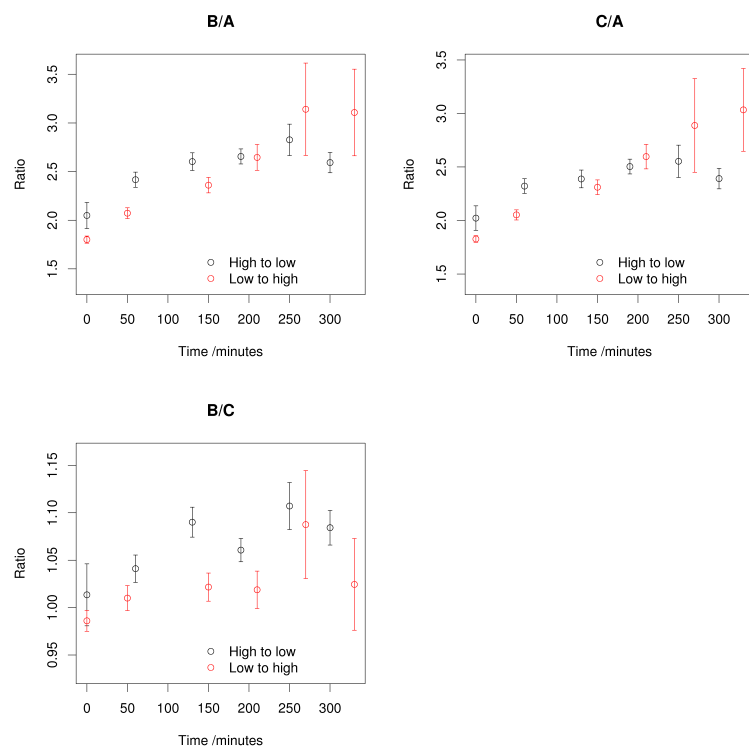 B/A
Ratio
3.5
3.0
2.5
2.0
1.5
High to low
Low to high
0 50 100 150 200 250 300
Time /minutes
C/A
Ratio
3.5
3.0
2.5
2.0
1.5
High to low
Low to high
0 50 100 150 200 250 300
Time /minutes
B/C
Ratio
1.15
1.10
1.05
1.00
0.95
High to low
Low to high
0 50 100 150 200 250 300
Time /minutes